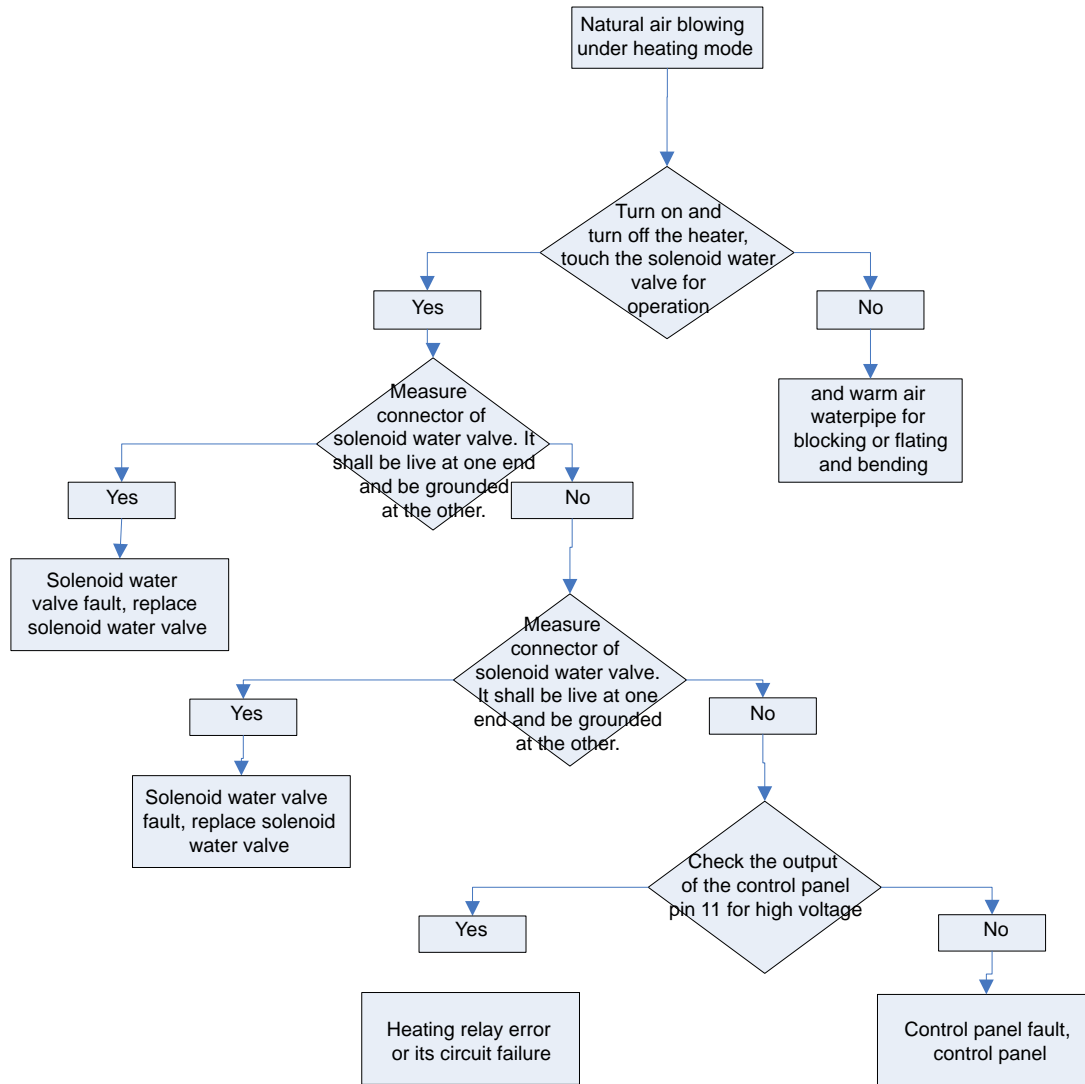 Natural air blowing
under heating mode
Turn on and
turn off the heater,
touch the solenoid water
valve for
operation
Yes
No
Measure
connector of
solenoid water valve. It
shall be live at one end
and be grounded
at the other.
and warm air
waterpipe for
blocking or flating
and bending
Yes
No
Solenoid water
valve fault, replace
solenoid water valve
Measure
connector of
solenoid water valve.
It shall be live at one
end and be grounded
at the other.
Yes
No
Solenoid water valve
fault, replace solenoid
water valve
Check the output
of the control panel
pin 11 for high voltage
Yes
No
Heating relay error
or its circuit failure
Control panel fault,
control panel